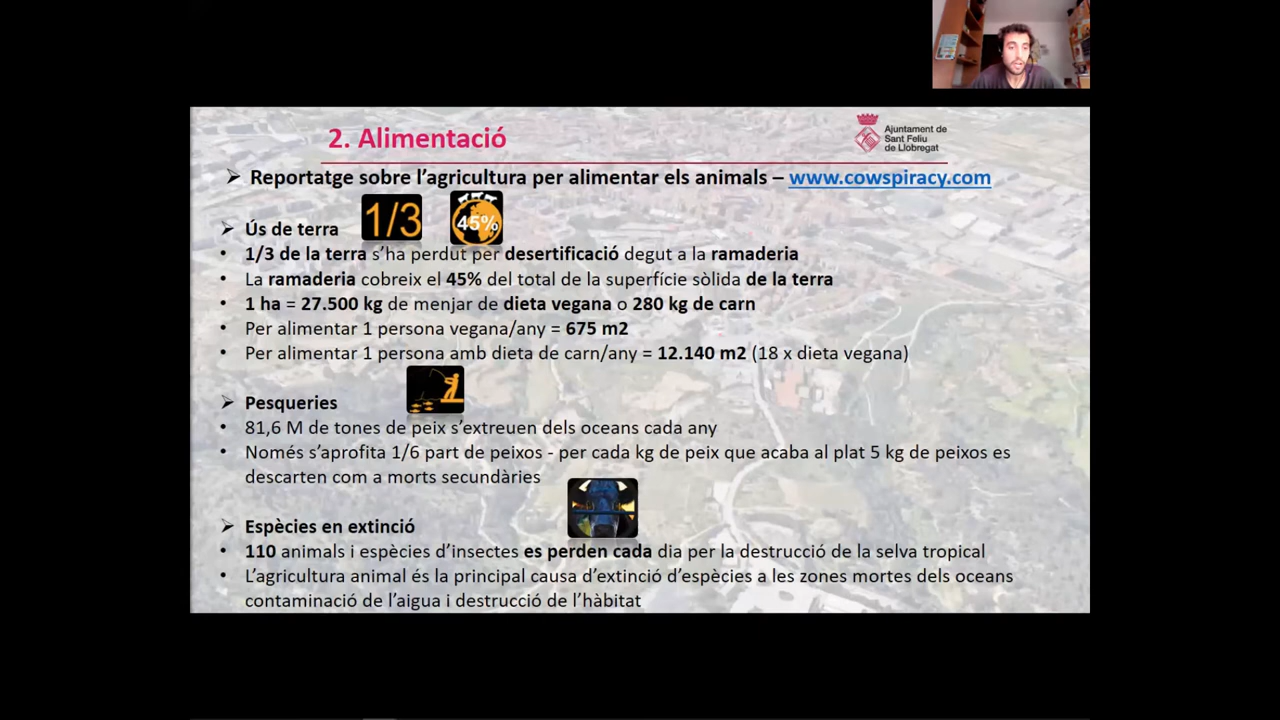 2. Alimentació
Ajuntament de
Sant Feliu
de Llobregat
➢ Reportatge sobre l’agricultura per alimentar els animals – www.cowspiracy.com
1/3
45%
➢ Ús de terra
• 1/3 de la terra s’ha perdut per desertificació degut a la ramaderia
• La ramaderia cobreix el 45% del total de la superfície sòlida de la terra
• 1 ha = 27.500 kg de menjar de dieta vegana o 280 kg de carn
• Per alimentar 1 persona vegana/any = 675 m2
• Per alimentar 1 persona amb dieta de carn/any = 12.140 m2 (18 x dieta vegana)
➢ Pesqueries
• 81,6 M de tones de peix s’extreuen dels oceans cada any
• Només s’aprofita 1/6 part de peixos - per cada kg de peix que acaba al plat 5 kg de peixos es
descarten com a morts secundàries
➢ Espècies en extinció
• 110 animals i espècies d’insectes es perden cada dia per la destrucció de la selva tropical
• L’agricultura animal és la principal causa d’extinció d’espècies a les zones mortes dels oceans
contaminació de l’aigua i destrucció de l’hàbitat